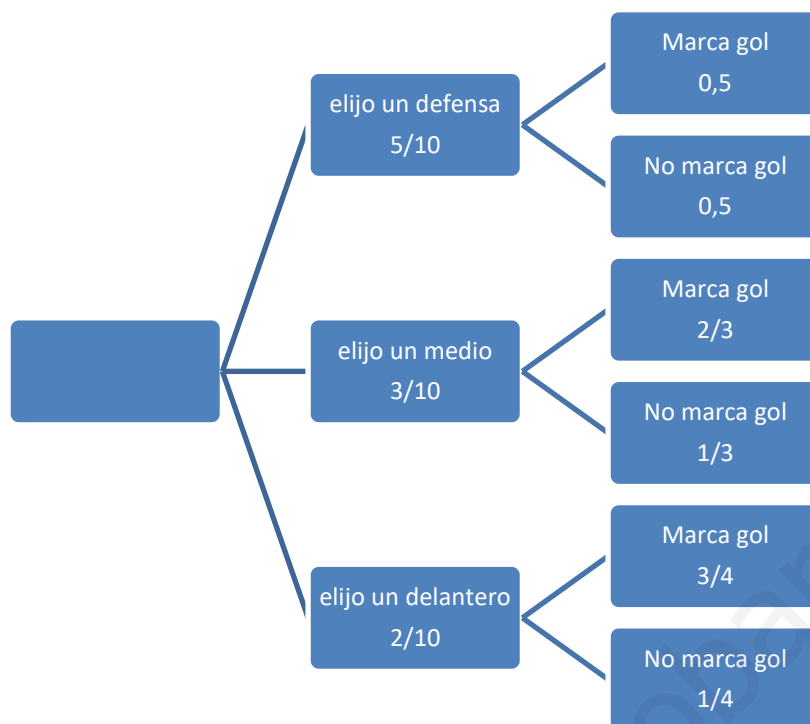 Marca gol
0,5
elijo un defensa
5/10
No marca gol
0,5
Marca gol
2/3
elijo un medio
3/10
No marca gol
1/3
Marca gol
3/4
elijo un delantero
2/10
No marca gol
1/4